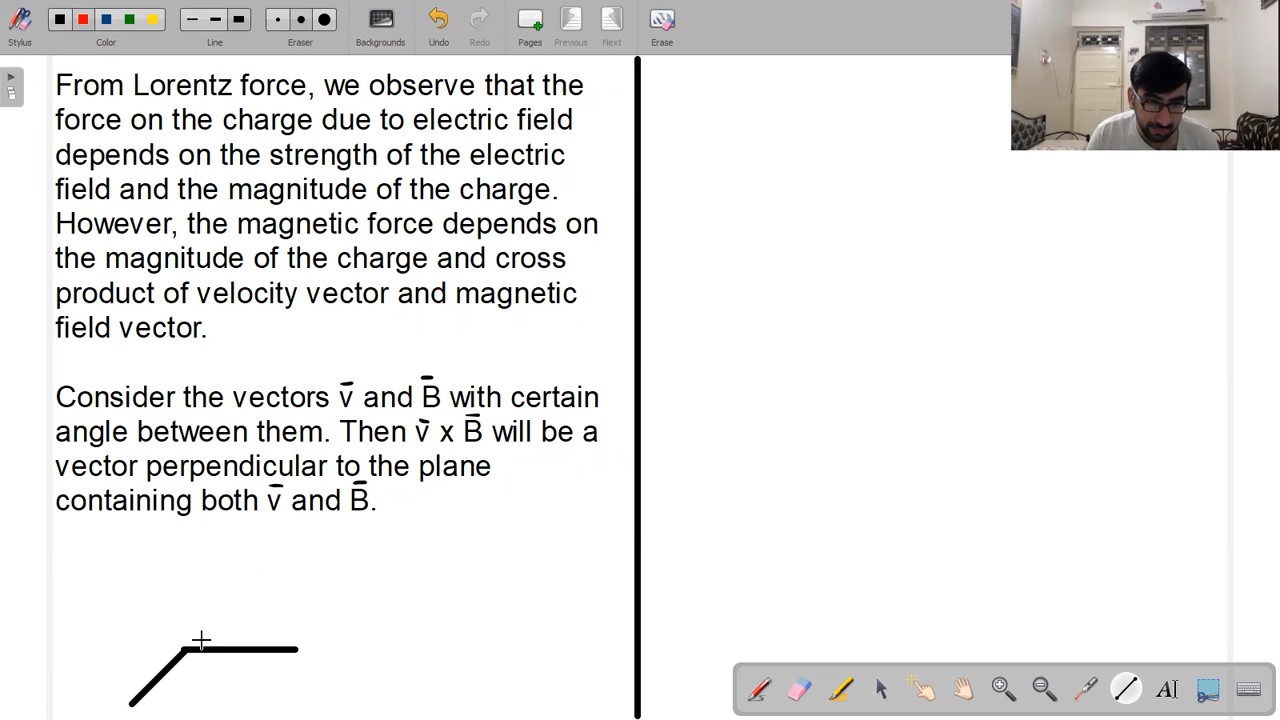 Stylus
Color
Line
Eraser
Backgrounds
Undo
Redo
Pages
Previous
Next
Erase
From Lorentz force, we observe that the
force on the charge due to electric field
depends on the strength of the electric
field and the magnitude of the charge.
However, the magnetic force depends on
the magnitude of the charge and cross
product of velocity vector and magnetic
field vector.
Consider the vectors v̄ and B̄ with certain
angle between them. Then v̄ x B̄ will be a
vector perpendicular to the plane
containing both v̄ and B̄.
AI